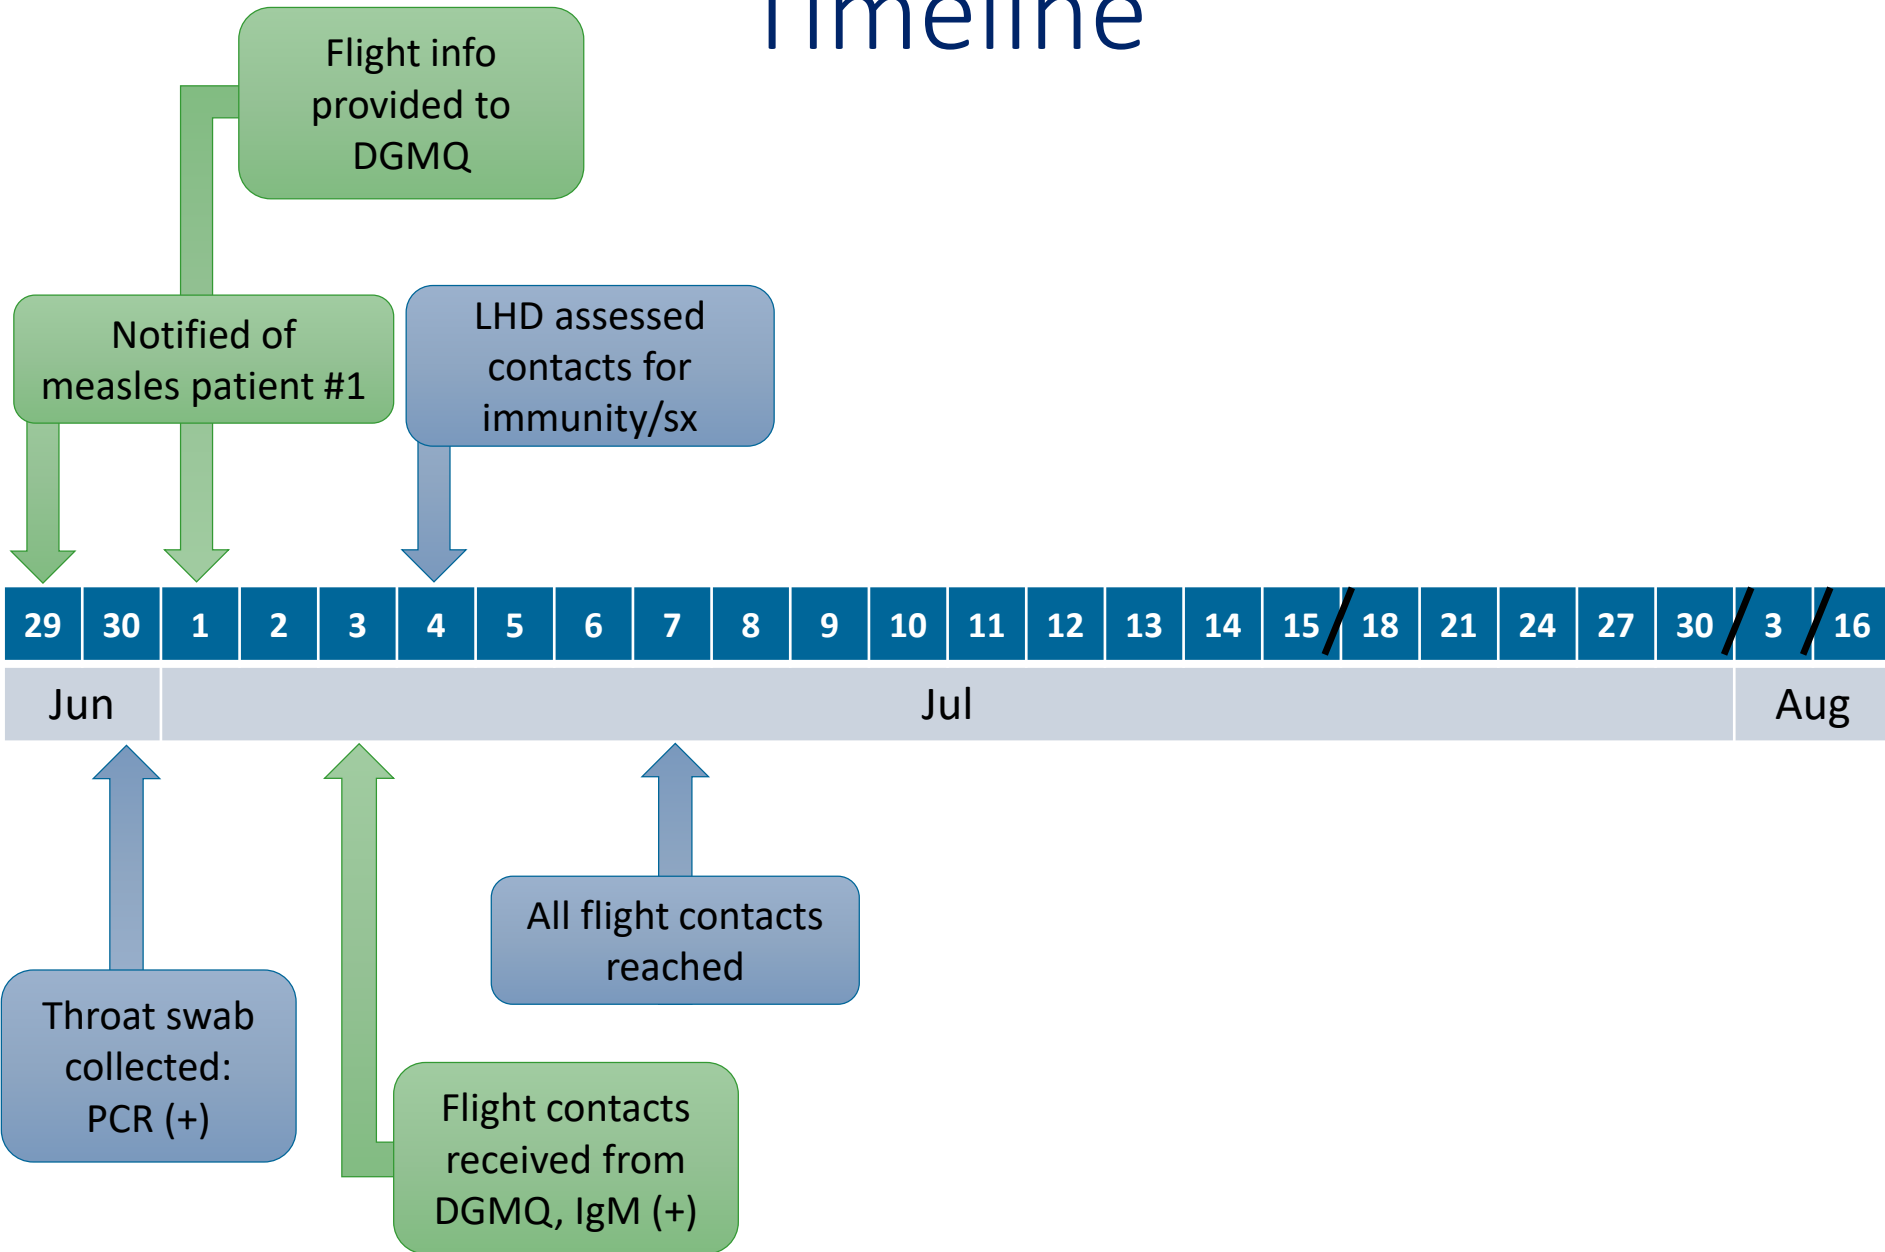 Timeline
Flight info
provided to
DGMQ
Notified of
measles patient #1
LHD assessed
contacts for
immunity/sx
29 30 1 2 3 4 5 6 7 8 9 10 11 12 13 14 15 18 21 24 27 30 3 16
Jun Jul Aug
Throat swab
collected:
PCR (+)
All flight contacts
reached
Flight contacts
received from
DGMQ, IgM (+)